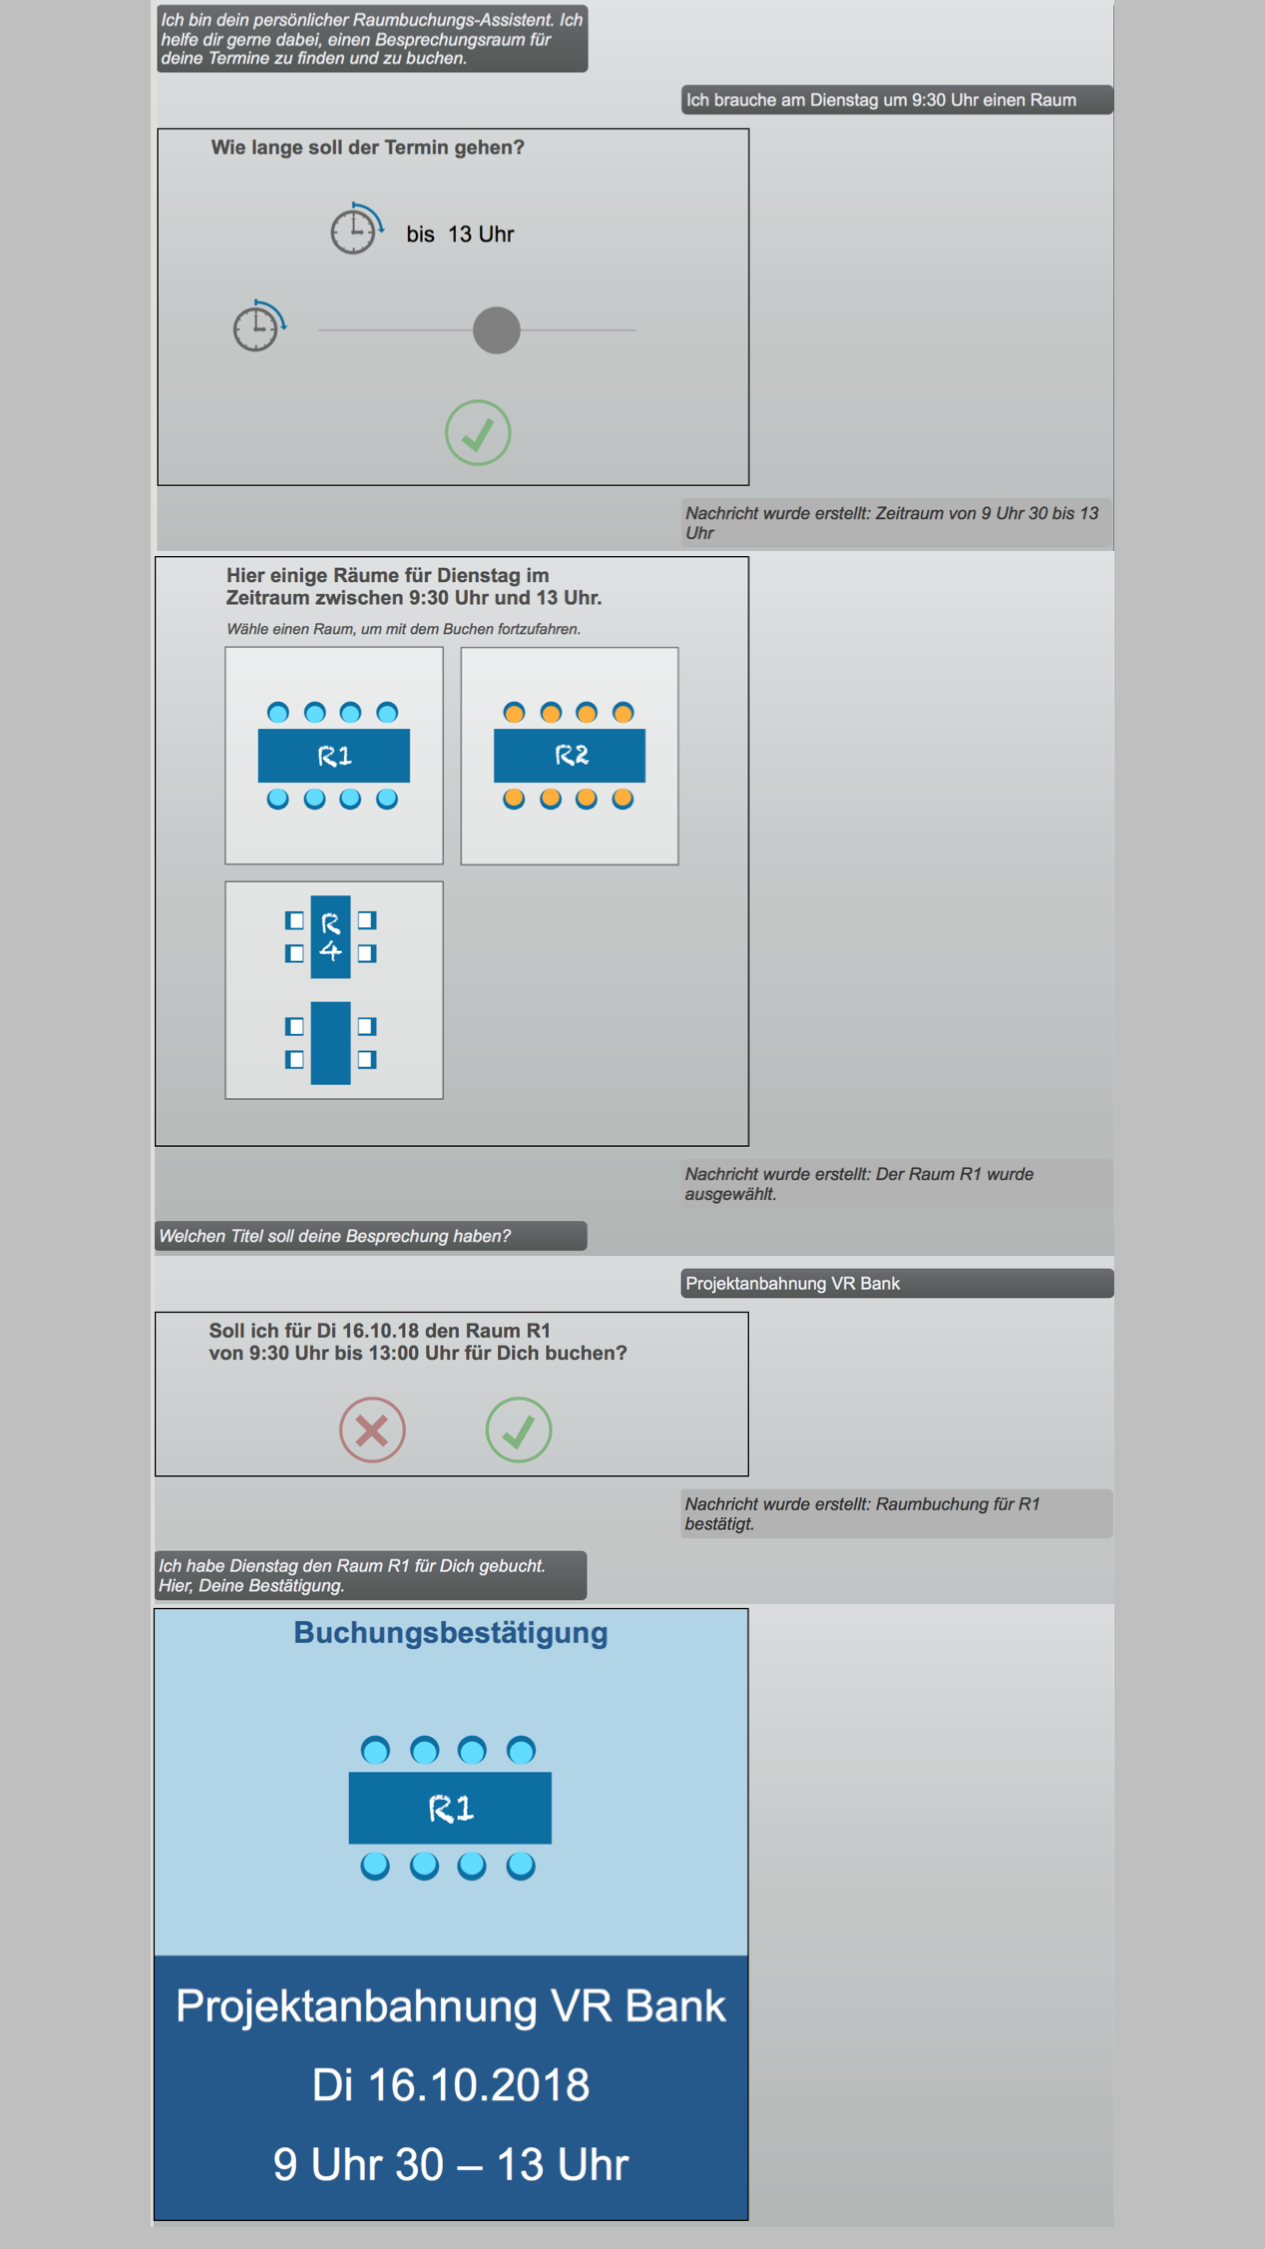 Ich bin dein persönlicher Raumbuchungs-Assistent. Ich
helfe dir gerne dabei, einen Besprechungsraum für
deine Termine zu finden und zu buchen.
Ich brauche am Dienstag um 9:30 Uhr einen Raum
Wie lange soll der Termin gehen?
bis 13 Uhr
Nachricht wurde erstellt: Zeitraum von 9 Uhr 30 bis 13
Uhr
Hier einige Räume für Dienstag im
Zeitraum zwischen 9:30 Uhr und 13 Uhr.
Wähle einen Raum, um mit dem Buchen fortzufahren.
R1
R2
R
4
Nachricht wurde erstellt: Der Raum R1 wurde
ausgewählt.
Welchen Titel soll deine Besprechung haben?
Projektanbahnung VR Bank
Soll ich für Di 16.10.18 den Raum R1
von 9:30 Uhr bis 13:00 Uhr für Dich buchen?
Nachricht wurde erstellt: Raumbuchung für R1
bestätigt.
Ich habe Dienstag den Raum R1 für Dich gebucht.
Hier, Deine Bestätigung.
Buchungsbestätigung
R1
Projektanbahnung VR Bank
Di 16.10.2018
9 Uhr 30 – 13 Uhr